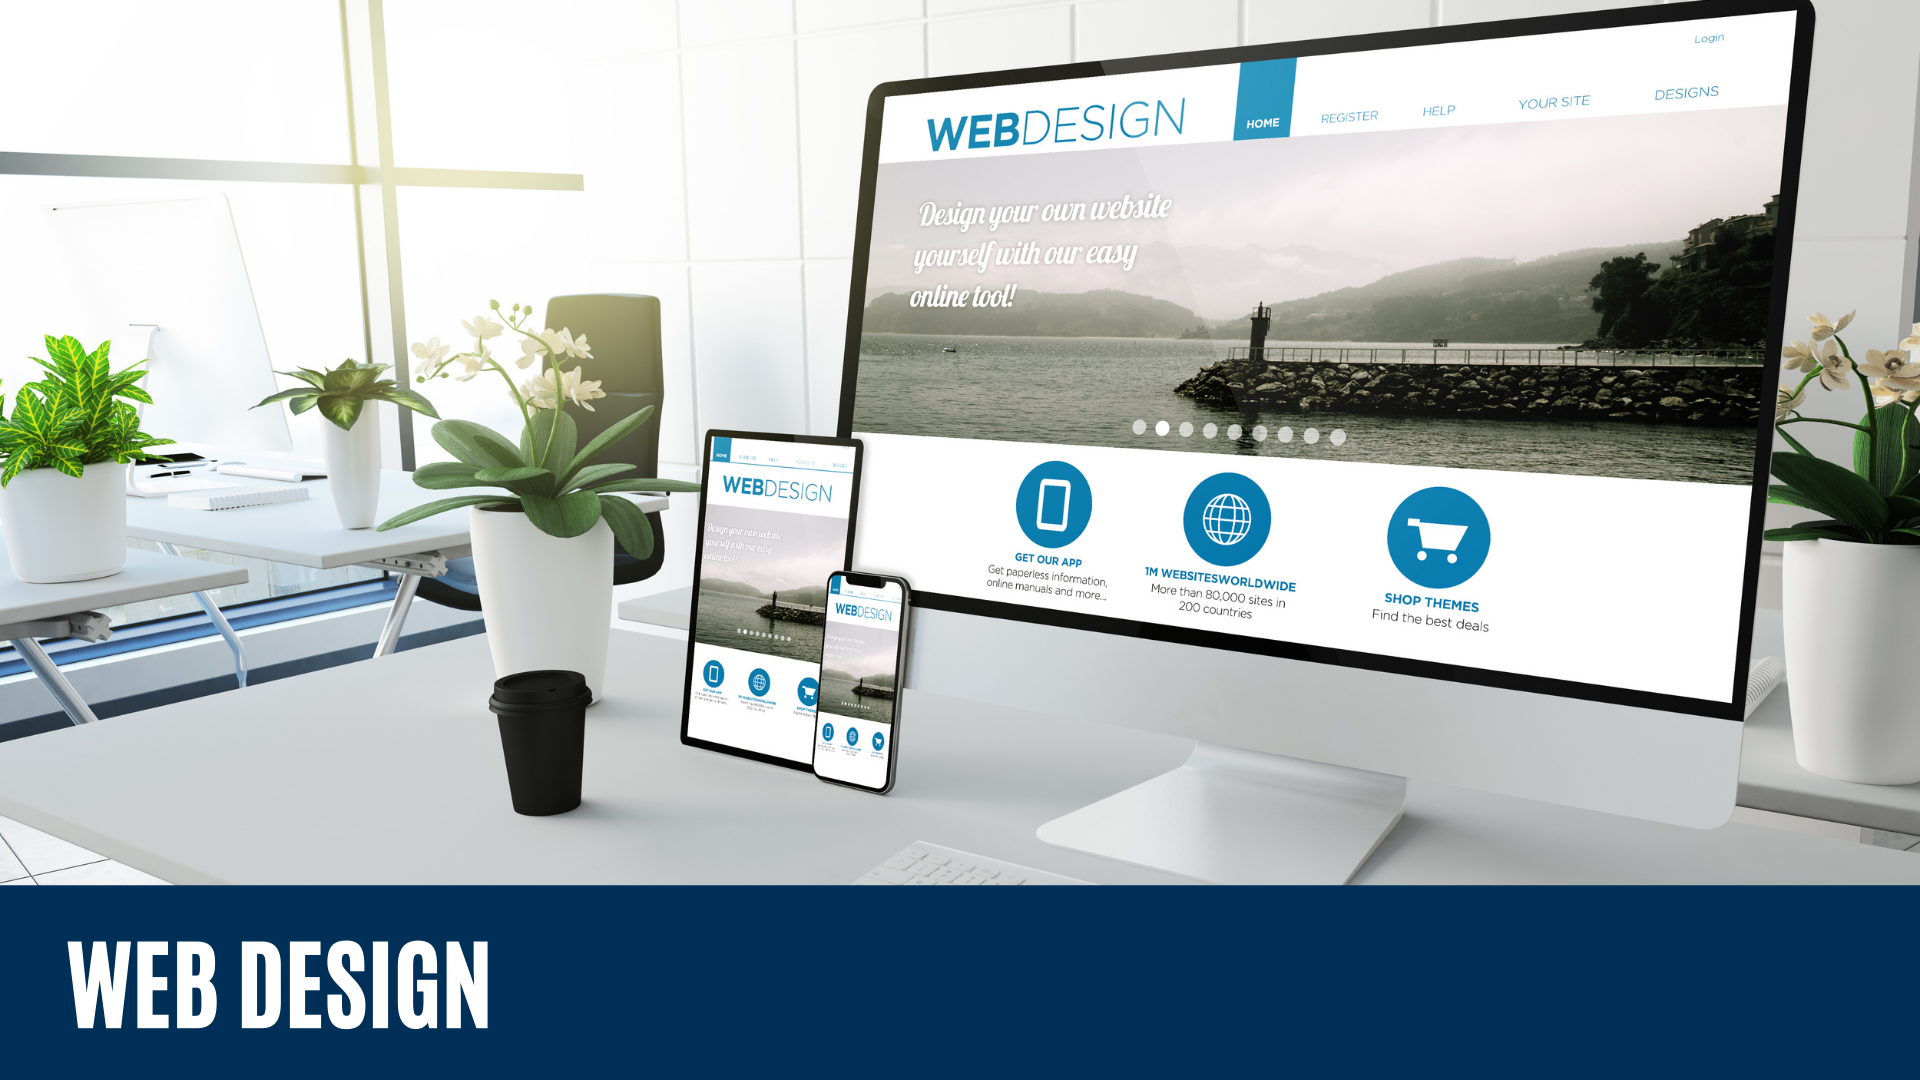 Login
WEBDESIGN
HOME REGISTER HELP YOUR SITE DESIGNS
Design your own website
yourself with our easy
online tool!
GET OUR APP
Get paperless information,
online manuals and more...
1M WEBSITESWORLDWIDE
More than 80,000 sites in
200 countries
SHOP THEMES
Find the best deals
HOME
WEBDESIGN
Design your own website
yourself with our easy
online tool!
WEBDESIGN
WEB DESIGN